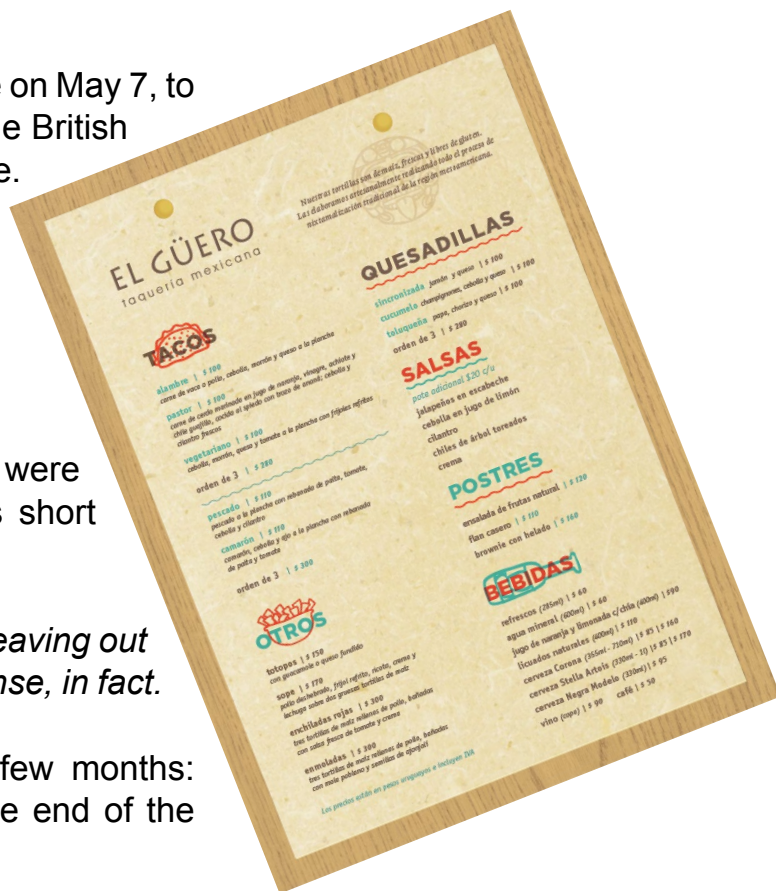 e on May 7, to
e British
e.
were
s short
eaving out
nse, in fact.
few months:
e end of the
EL GÜERO
taquería mexicana
Nuestras tortillas son de maíz, frescas y libres de gluten.
Las elaboramos artesanalmente realizando todo el proceso de
nixtamalización tradicional de la región mesoamericana.
TACOS
alambre | $ 100
carne de vaca o pollo, cebolla, morrón y queso a la plancha
pastor | $ 100
carne de cerdo marinada en jugo de naranja, vinagre, achiote y
chile guajillo, cocida al spiedo con trozo de ananá; cebolla y
cilantro frescos
vegetariano | $ 100
cebolla, morrón, queso y tomate a la plancha con frijoles refritos
orden de 3 | $ 280
pescado | $ 110
pescado a la plancha con rebanada de palta, tomate,
cebolla y cilantro
camarón | $ 110
camarón, cebolla y ajo a la plancha con rebanada
de palta y tomate
orden de 3 | $ 300
OTROS
totopos | $ 150
con guacamole o queso fundido
sope | $ 170
pollo deshebrado, frijol refrito, ricota, crema y
lechuga sobre dos gruesas tortillas de maíz
enchiladas rojas | $ 300
tres tortillas de maíz rellenas de pollo, bañadas
con salsa fresca de tomate y crema
enmoladas | $ 300
tres tortillas de maíz rellenas de pollo, bañadas
con mole poblano y semillas de ajonjolí
Los precios están en pesos uruguayos e incluyen IVA
QUESADILLAS
sincronizada jamón y queso | $ 100
cucumelo champignones, cebolla y queso | $ 100
toluqueña papa, chorizo y queso | $ 100
orden de 3 | $ 280
SALSAS
pote adicional $20 c/u
jalapeños en escabeche
cebolla en jugo de limón
cilantro
chiles de árbol toreados
crema
POSTRES
ensalada de frutas natural | $ 120
flan casero | $ 110
brownie con helado | $ 160
BEBIDAS
refrescos (285ml) | $ 60
agua mineral (600ml) | $ 60
jugo de naranja y limonada c/chía (400ml) | $90
licuados naturales (400ml) | $ 110
cerveza Corona (355ml - 710ml) | $ 85 | $ 160
cerveza Stella Artois (330ml - 1l) | $ 85 | $ 170
cerveza Negra Modelo (330ml) | $ 95
vino (copa) | $ 90 café | $ 50